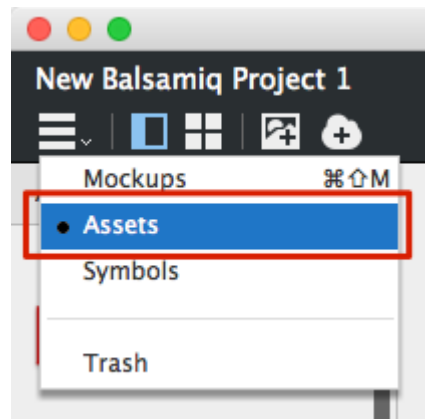 New Balsamiq Project 1
Mockups ⌘⇧M
Assets
Symbols
Trash